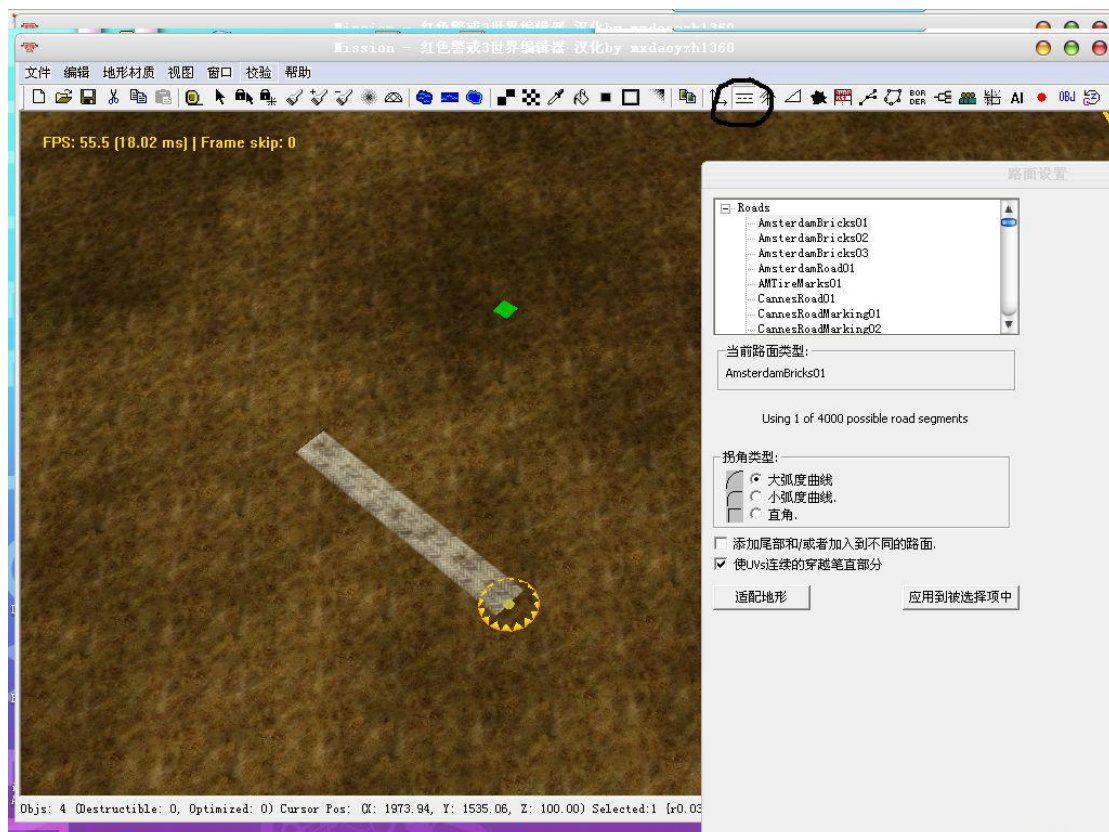 Mission - 红色警戒3世界编辑器 汉化by mxdaoyzh1360
文件 编辑 地形材质 视图 窗口 校验 帮助
BOR DER AI OBJ
FPS: 55.5 [18.02 ms] | Frame skip: 0
路面设置
Roads
AmsterdamBricks01
AmsterdamBricks02
AmsterdamBricks03
AmsterdamRoad01
AMTireMarks01
CannesRoad01
CannesRoadMarking01
CannesRoadMarking02
当前路面类型:
AmsterdamBricks01
Using 1 of 4000 possible road segments
拐角类型:
大弧度曲线
小弧度曲线.
直角.
添加尾部和/或者加入到不同的路面.
使UVs连续的穿越笔直部分
适配地形 应用到被选择项中
Objs: 4 (Destructible: 0, Optimized: 0) Cursor Pos: (X: 1973.94, Y: 1535.06, Z: 100.00) Selected:1 {r0.03